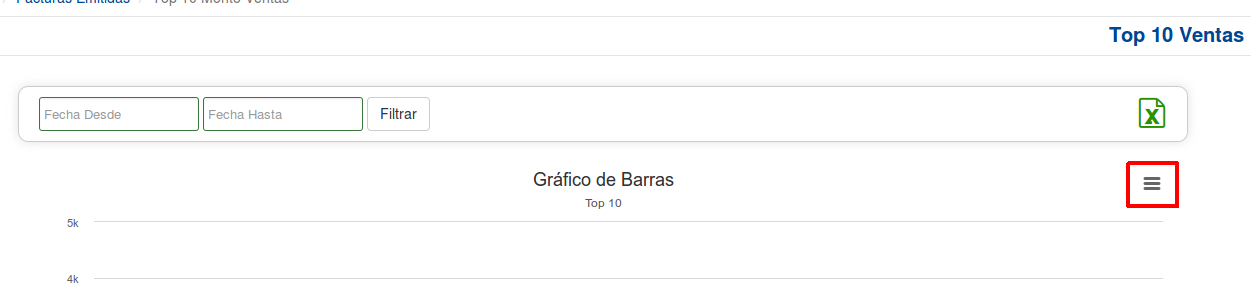 Facturas Emitidas / Top 10 Monto Ventas
Top 10 Ventas
Fecha Desde Fecha Hasta Filtrar
Gráfico de Barras
Top 10
5k
4k